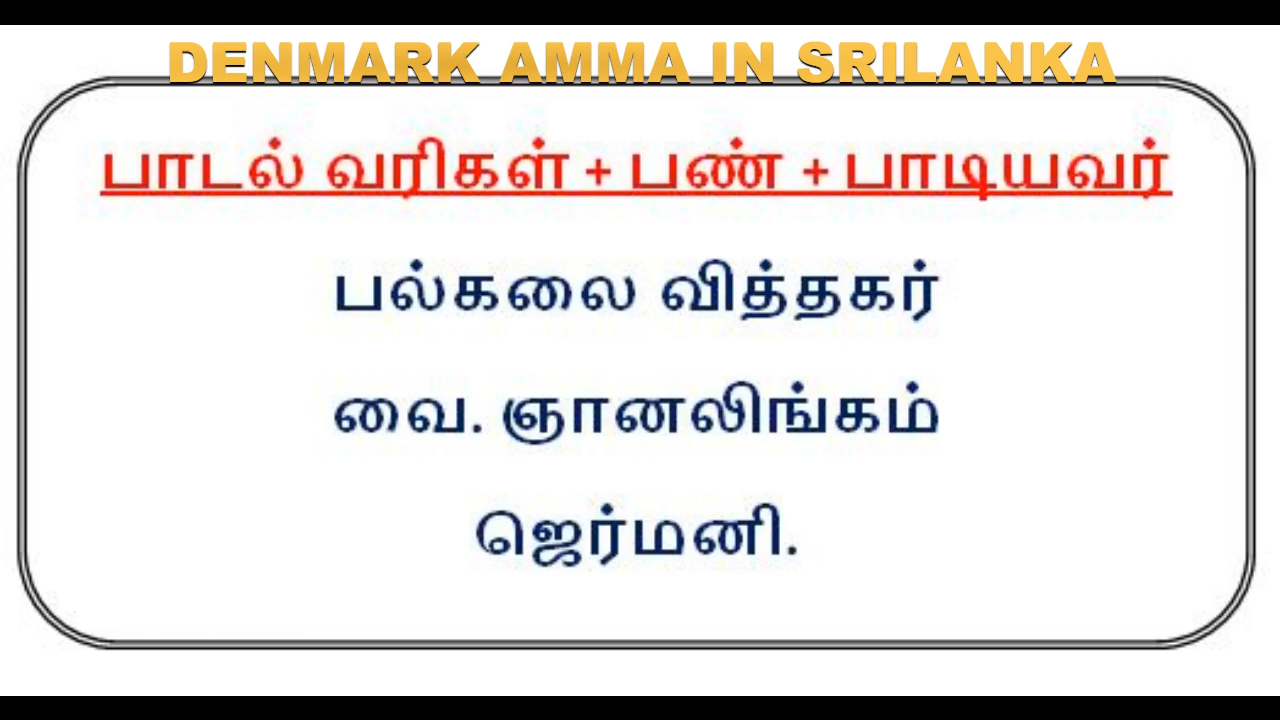 DENMARK AMMA IN SRILANKA
பாடல் வரிகள் + பண் + பாடியவர்
பல்கலை வித்தகர்
வை. ஞானலிங்கம்
ஜெர்மனி.